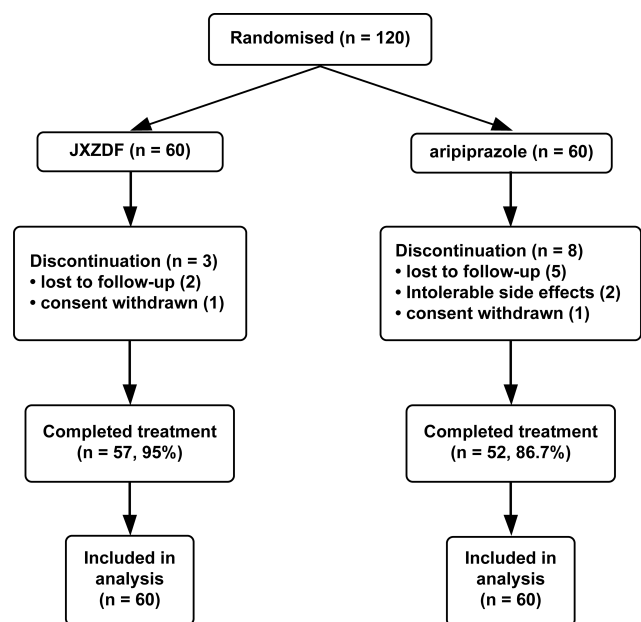 Randomised (n = 120)
JXZDF (n = 60)
aripiprazole (n = 60)
Discontinuation (n = 3)
• lost to follow-up (2)
• consent withdrawn (1)
Discontinuation (n = 8)
• lost to follow-up (5)
• Intolerable side effects (2)
• consent withdrawn (1)
Completed treatment
(n = 57, 95%)
Completed treatment
(n = 52, 86.7%)
Included in
analysis
(n = 60)
Included in
analysis
(n = 60)